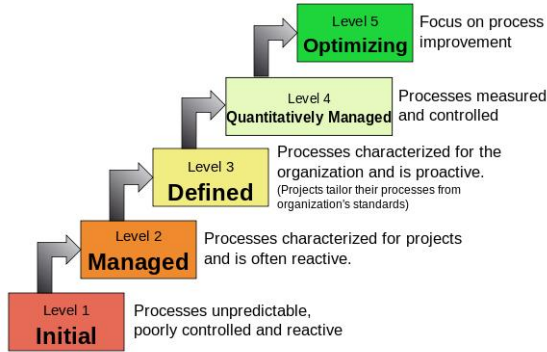 Level 5
Optimizing
Focus on process
improvement
Level 4
Quantitatively Managed
Processes measured
and controlled
Level 3
Defined
Processes characterized for the
organization and is proactive.
(Projects tailor their processes from
organization's standards)
Level 2
Managed
Processes characterized for projects
and is often reactive.
Level 1
Initial
Processes unpredictable,
poorly controlled and reactive